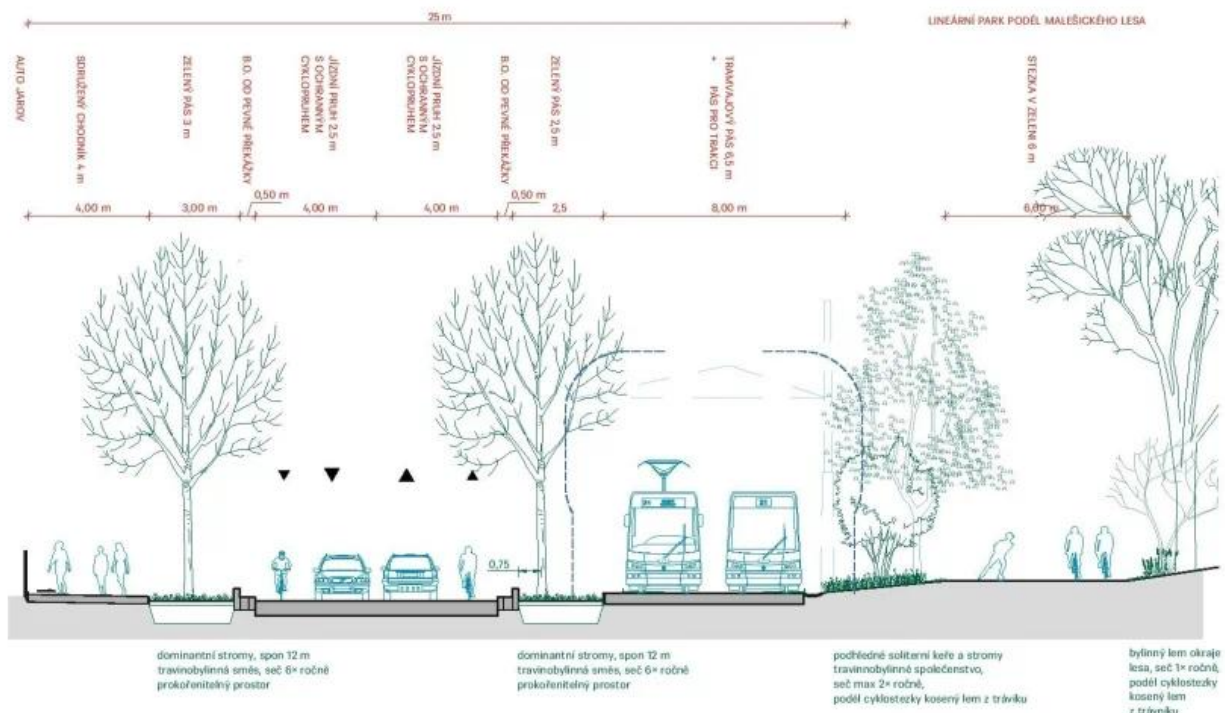 25 m
LINEÁRNÍ PARK PODÉL MALEŠICKÉHO LESA
AUTO JAROV
SDRUŽENÝ CHODNÍK 4 m
ZELENÝ PÁS 3 m
B.O. OD PEVNÉ PŘEKÁŽKY
JÍZDNÍ PRUH 2,5 m
S OCHRANNÝM
CYKLOPRUHEM
JÍZDNÍ PRUH 2,5 m
S OCHRANNÝM
CYKLOPRUHEM
B.O. OD PEVNÉ PŘEKÁŽKY
ZELENÝ PÁS 2,5 m
TRAMVAJOVÝ PÁS 6,5 m
+ PÁS PRO TRAKCI
STEZKA V ZELENI 6 m
4,00 m
3,00 m
0,50 m
4,00 m
4,00 m
0,50 m
2,5
8,00 m
6,00 m
0,75
dominantní stromy, spon 12 m
travinobylinná směs, seč 6× ročně
prokořenitelný prostor
dominantní stromy, spon 12 m
travinobylinná směs, seč 6× ročně
prokořenitelný prostor
podhledné soliterní keře a stromy
travinnobylinné společenstvo,
seč max 2× ročně,
podél cyklostezky kosený lem z trávíku
bylinný lem okraje
lesa, seč 1× ročně,
podél cyklostezky
kosený lem
z trávníku